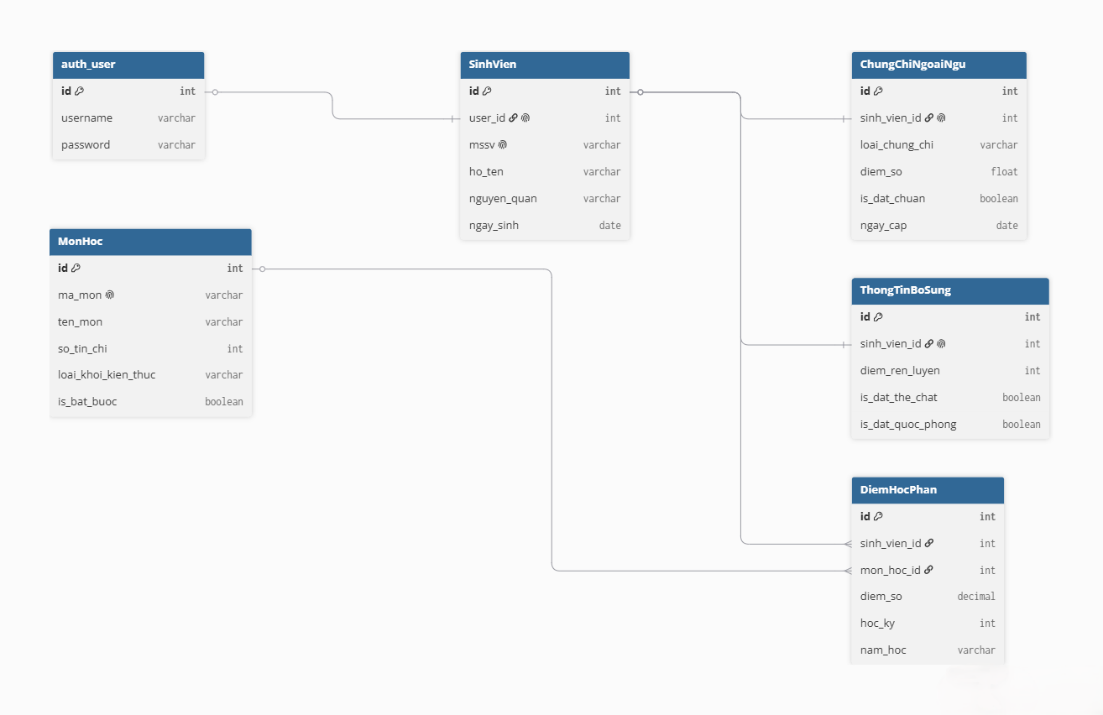 auth_user
id int
username varchar
password varchar
SinhVien
id int
user_id int
mssv varchar
ho_ten varchar
nguyen_quan varchar
ngay_sinh date
ChungChiNgoaiNgu
id int
sinh_vien_id int
loai_chung_chi varchar
diem_so float
is_dat_chuan boolean
ngay_cap date
MonHoc
id int
ma_mon varchar
ten_mon varchar
so_tin_chi int
loai_khoi_kien_thuc varchar
is_bat_buoc boolean
ThongTinBoSung
id int
sinh_vien_id int
diem_ren_luyen int
is_dat_the_chat boolean
is_dat_quoc_phong boolean
DiemHocPhan
id int
sinh_vien_id int
mon_hoc_id int
diem_so decimal
hoc_ky int
nam_hoc varchar